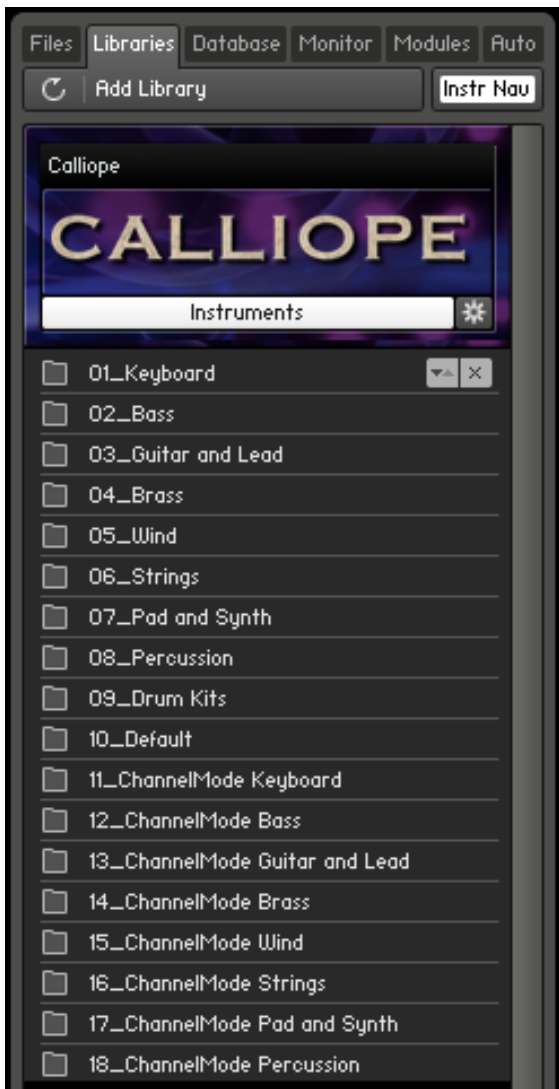 Files Libraries Database Monitor Modules Auto
Add Library Instr Nav
Calliope
CALLIOPE
Instruments
01_Keyboard
02_Bass
03_Guitar and Lead
04_Brass
05_Wind
06_Strings
07_Pad and Synth
08_Percussion
09_Drum Kits
10_Default
11_ChannelMode Keyboard
12_ChannelMode Bass
13_ChannelMode Guitar and Lead
14_ChannelMode Brass
15_ChannelMode Wind
16_ChannelMode Strings
17_ChannelMode Pad and Synth
18_ChannelMode Percussion